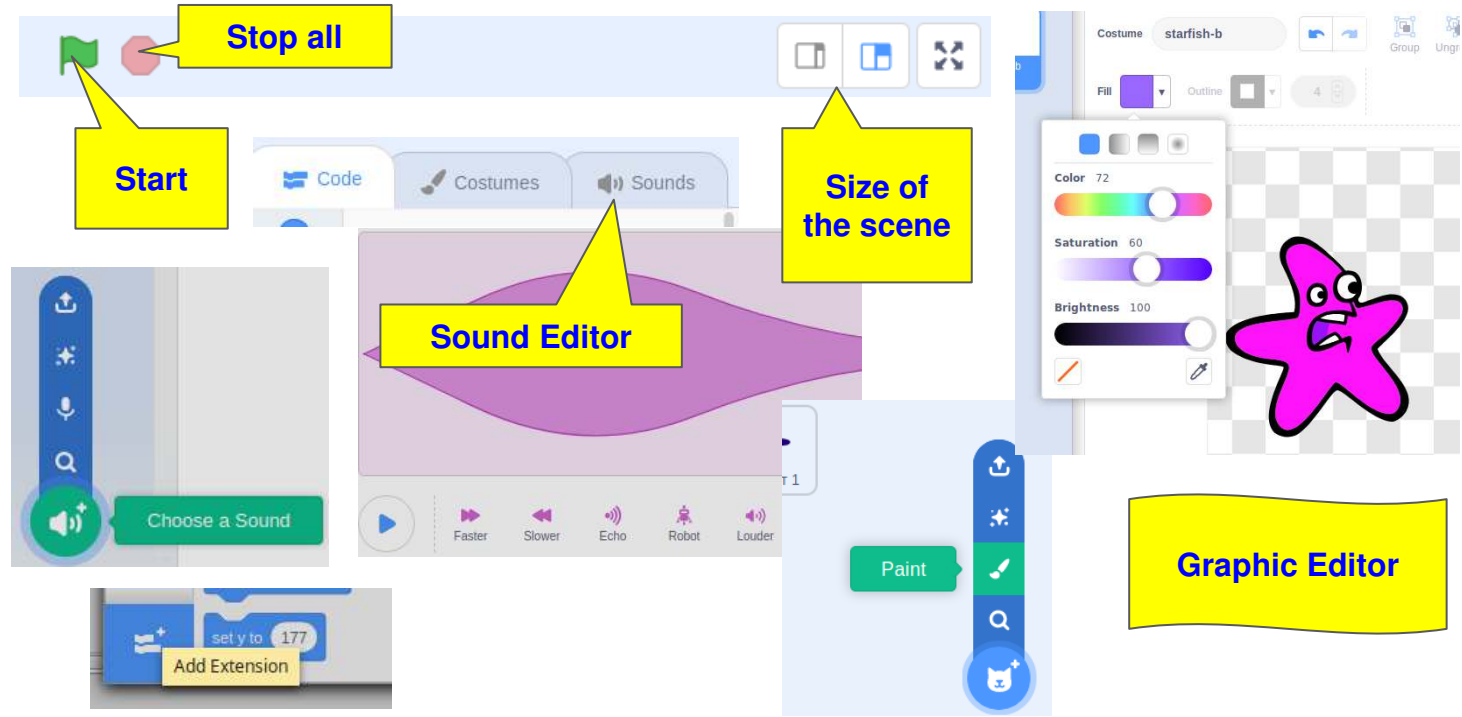 Stop all
Start
Size of
the scene
Code
Costumes
Sounds
Sound Editor
Choose a Sound
Faster
Slower
Echo
Robot
Louder
set y to 177
Add Extension
т 1
Paint
b
Costume starfish-b
Group
Ungr
Fill
Outline
4
Color 72
Saturation 60
Brightness 100
Graphic Editor